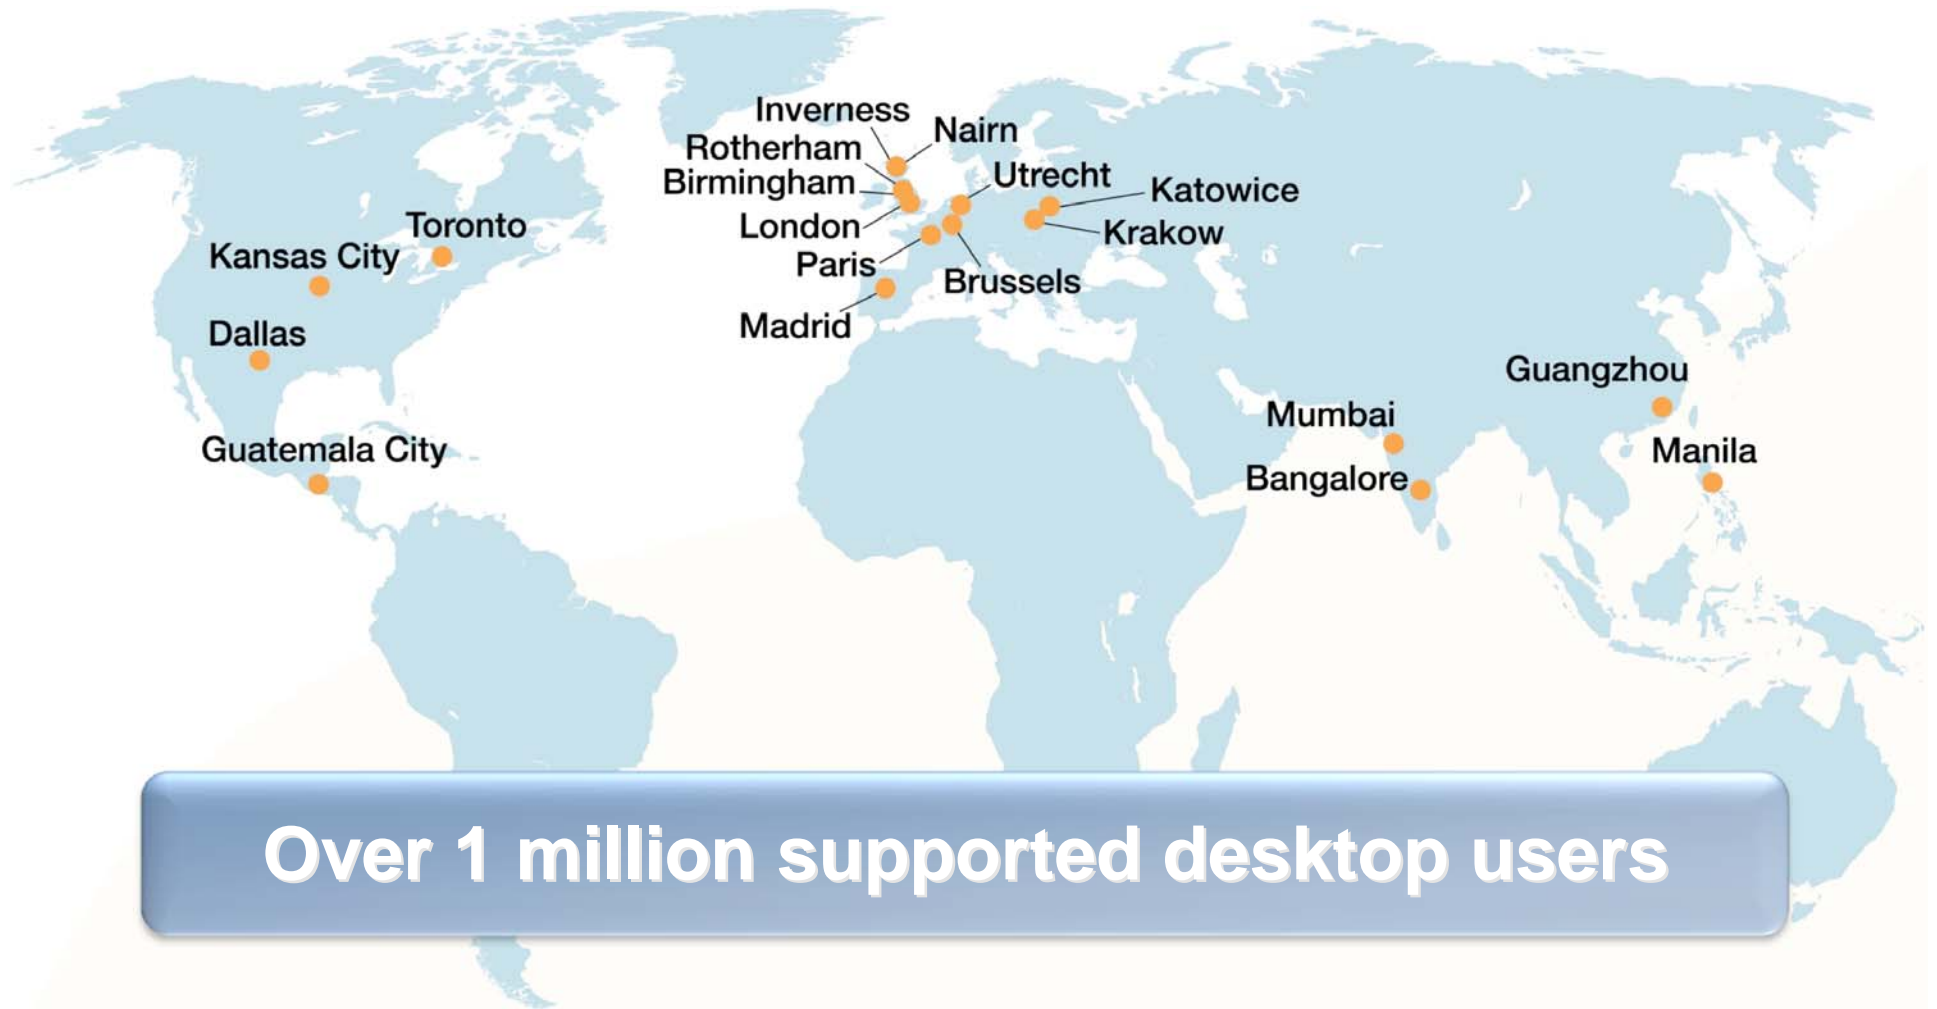 Inverness
Nairn
Rotherham
Birmingham
Utrecht
Katowice
London
Krakow
Toronto
Kansas City
Paris
Brussels
Madrid
Dallas
Guangzhou
Mumbai
Guatemala City
Manila
Bangalore
Over 1 million supported desktop users